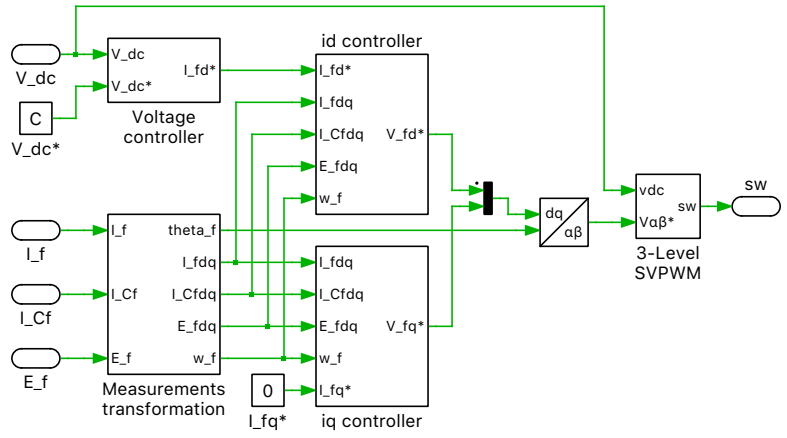 V_dc
C
V_dc*
V_dc
V_dc*
I_fd*
Voltage
controller
id controller
I_fd*
I_fdq
I_Cfdq
E_fdq
w_f
V_fd*
I_f
I_Cf
E_f
I_f
I_Cf
E_f
theta_f
I_fdq
I_Cfdq
E_fdq
w_f
Measurements
transformation
0
I_fq*
I_fdq
I_Cfdq
E_fdq
w_f
I_fq*
V_fq*
iq controller
dq
αβ
vdc
Vαβ*
sw
3-Level
SVPWM
sw